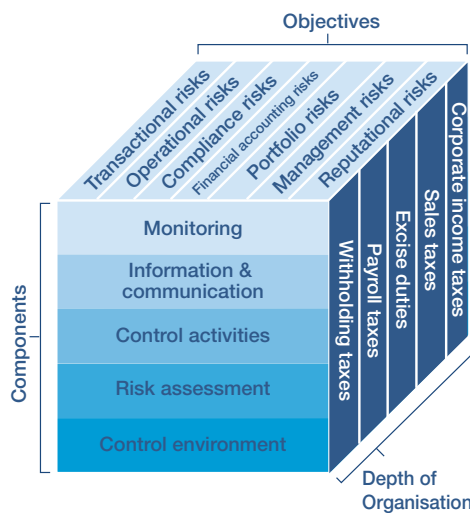 Objectives
Transactional risks
Operational risks
Compliance risks
Financial accounting risks
Portfolio risks
Management risks
Reputational risks
Components
Monitoring
Information &
communication
Control activities
Risk assessment
Control environment
Withholding taxes
Payroll taxes
Excise duties
Sales taxes
Corporate income taxes
Depth of
Organisation